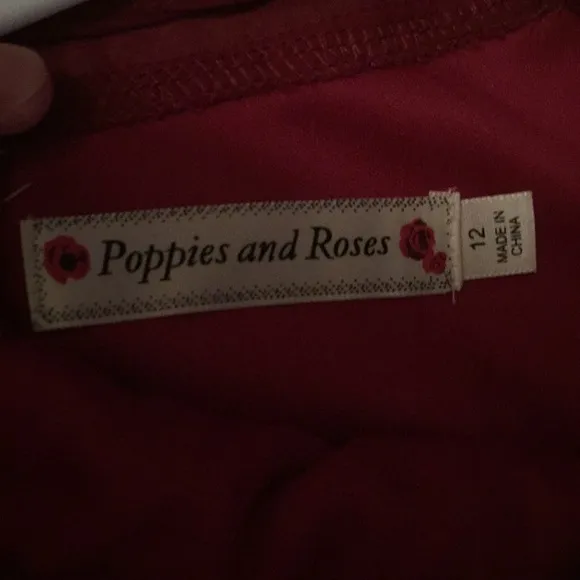 Poppies and Roses
12
MADE IN
CHINA